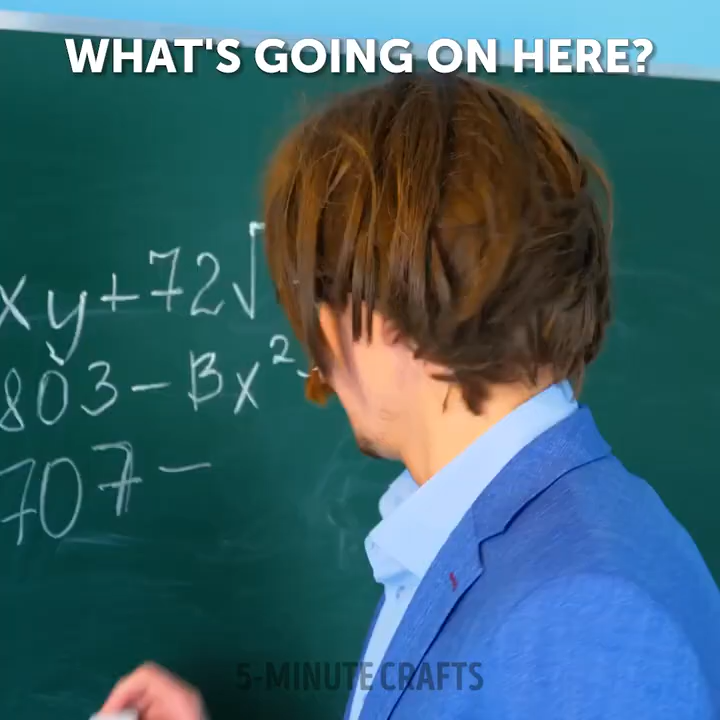 WHAT'S GOING ON HERE?
xy+72√
803-Bx²-
707-
5-MINUTE CRAFTS